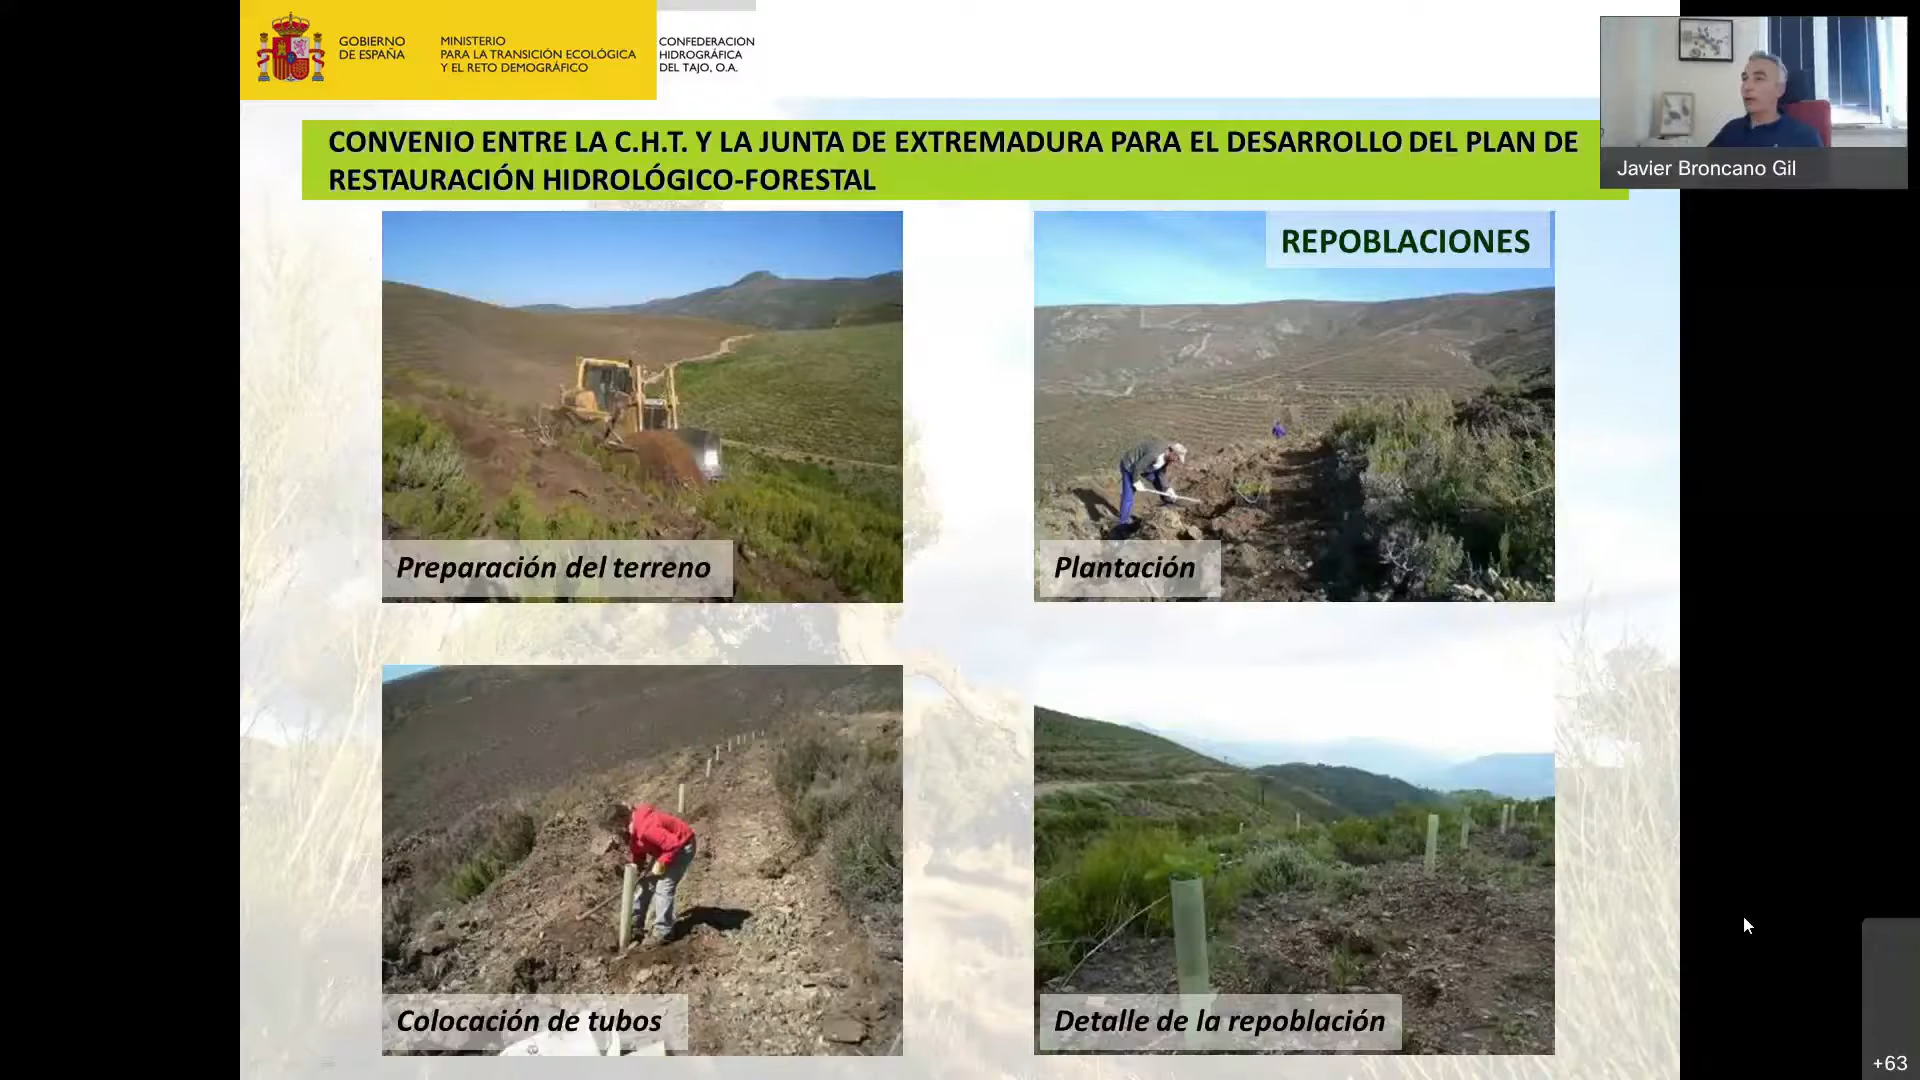 GOBIERNO
DE ESPAÑA
MINISTERIO
PARA LA TRANSICIÓN ECOLÓGICA
Y EL RETO DEMOGRÁFICO
CONFEDERACIÓN
HIDROGRÁFICA
DEL TAJO, O.A.
Javier Broncano Gil
CONVENIO ENTRE LA C.H.T. Y LA JUNTA DE EXTREMADURA PARA EL DESARROLLO DEL PLAN DE
RESTAURACIÓN HIDROLÓGICO-FORESTAL
REPOBLACIONES
Preparación del terreno
Plantación
Colocación de tubos
Detalle de la repoblación
+63